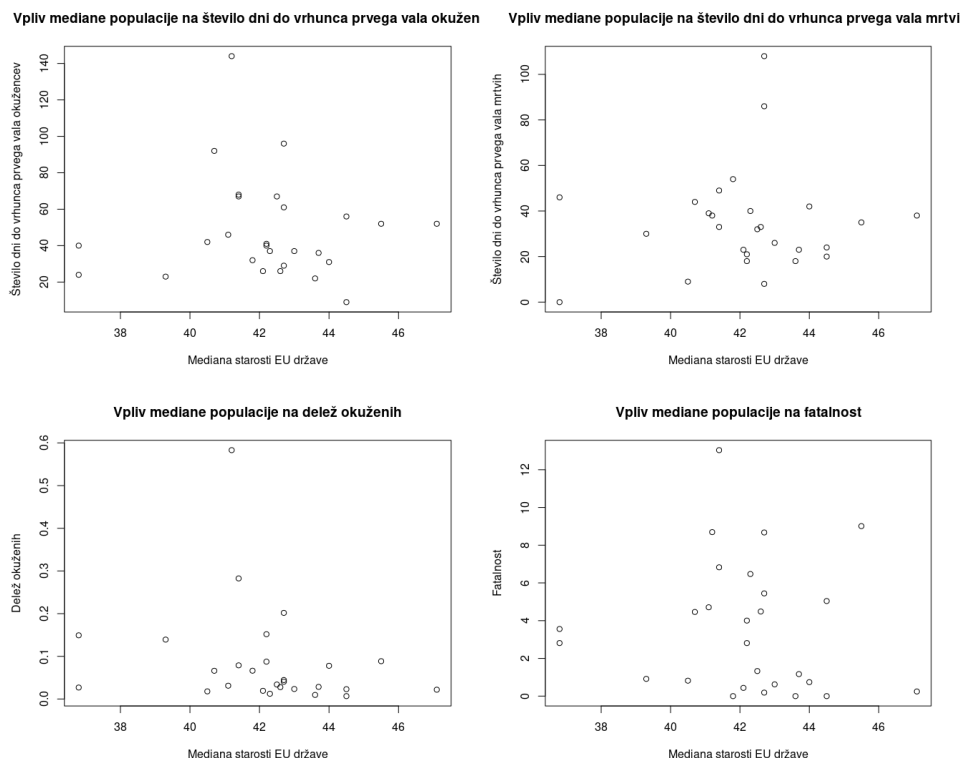 Vpliv mediane populacije na število dni do vrhunca prvega vala okužen
Število dni do vrhunca prvega vala okužencev
20 40 60 80 100 120 140
38 40 42 44 46
Mediana starosti EU države
Vpliv mediane populacije na število dni do vrhunca prvega vala mrtvi
Število dni do vrhunca prvega vala mrtvih
0 20 40 60 80 100
38 40 42 44 46
Mediana starosti EU države
Vpliv mediane populacije na delež okuženih
Delež okuženih
0.0 0.1 0.2 0.3 0.4 0.5 0.6
38 40 42 44 46
Mediana starosti EU države
Vpliv mediane populacije na fatalnost
Fatalnost
0 2 4 6 8 10 12
38 40 42 44 46
Mediana starosti EU države